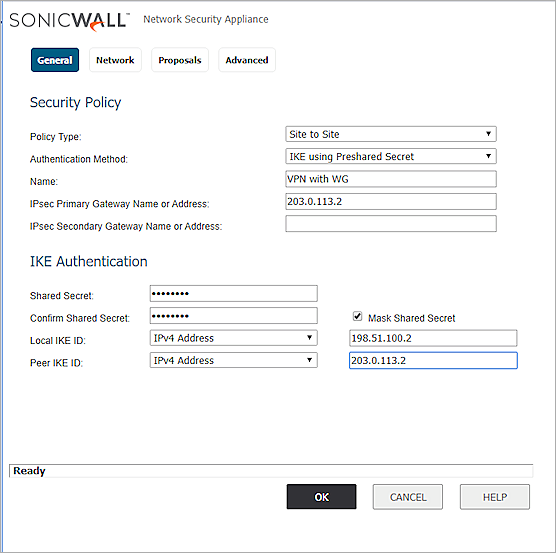 SONICWALL™ Network Security Appliance
General Network Proposals Advanced
Security Policy
Policy Type: Site to Site
Authentication Method: IKE using Preshared Secret
Name: VPN with WG
IPsec Primary Gateway Name or Address: 203.0.113.2
IPsec Secondary Gateway Name or Address:
IKE Authentication
Shared Secret: ••••••••
Confirm Shared Secret: •••••••• Mask Shared Secret
Local IKE ID: IPv4 Address 198.51.100.2
Peer IKE ID: IPv4 Address 203.0.113.2
Ready
OK CANCEL HELP